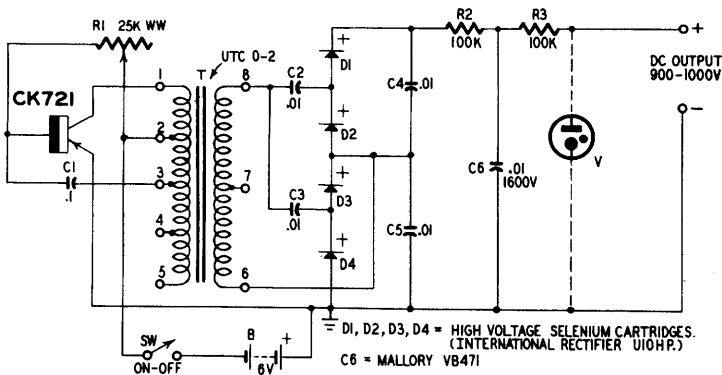 R1 25K WW
CK721
C1
.1
1
2
3
4
5
T
UTC O-2
8
7
6
C2
.01
C3
.01
+
D1
+
D2
+
D3
+
D4
C4 .01
C5 .01
R2
100K
R3
100K
C6 .01
1600V
V
+
DC OUTPUT
900-1000V
–
SW
ON-OFF
B +
6V
D1, D2, D3, D4 = HIGH VOLTAGE SELENIUM CARTRIDGES.
(INTERNATIONAL RECTIFIER U10HP.)
C6 = MALLORY VB471